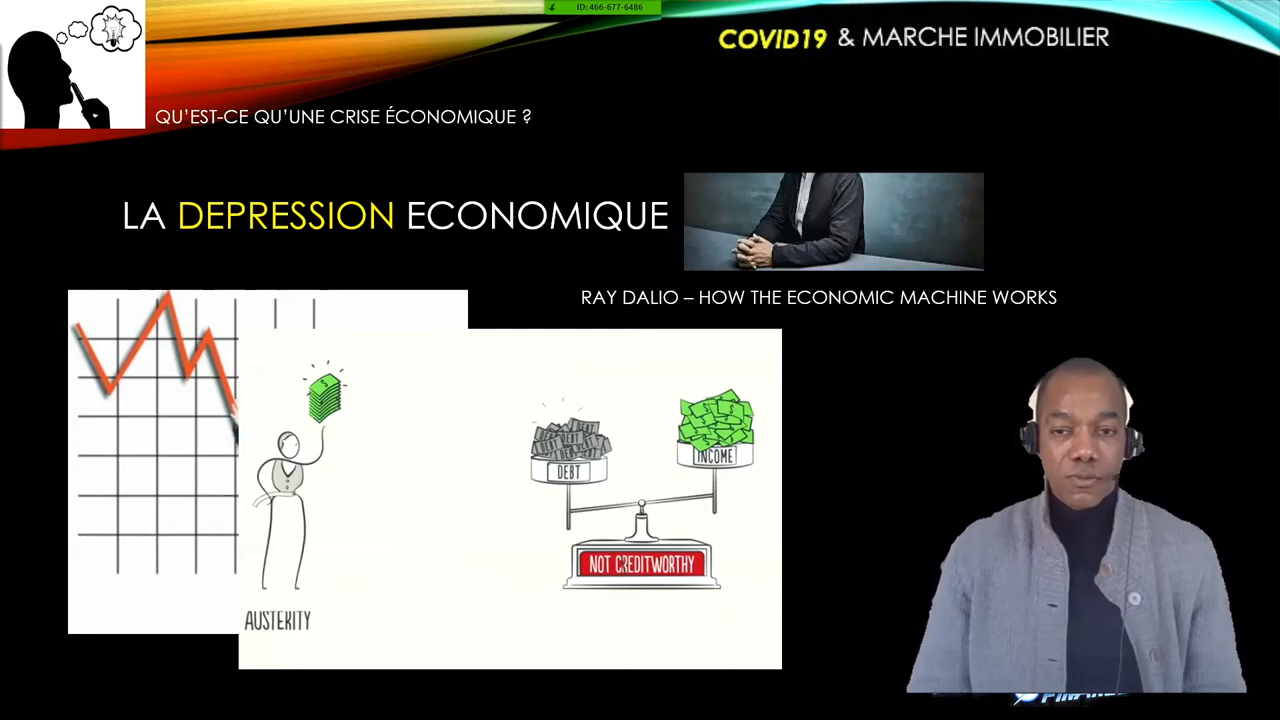 ID: 466-677-6486
COVID19 & MARCHE IMMOBILIER
QU'EST-CE QU'UNE CRISE ÉCONOMIQUE ?
LA DEPRESSION ECONOMIQUE
RAY DALIO – HOW THE ECONOMIC MACHINE WORKS
DEBT
INCOME
NOT CREDITWORTHY
AUSTERITY